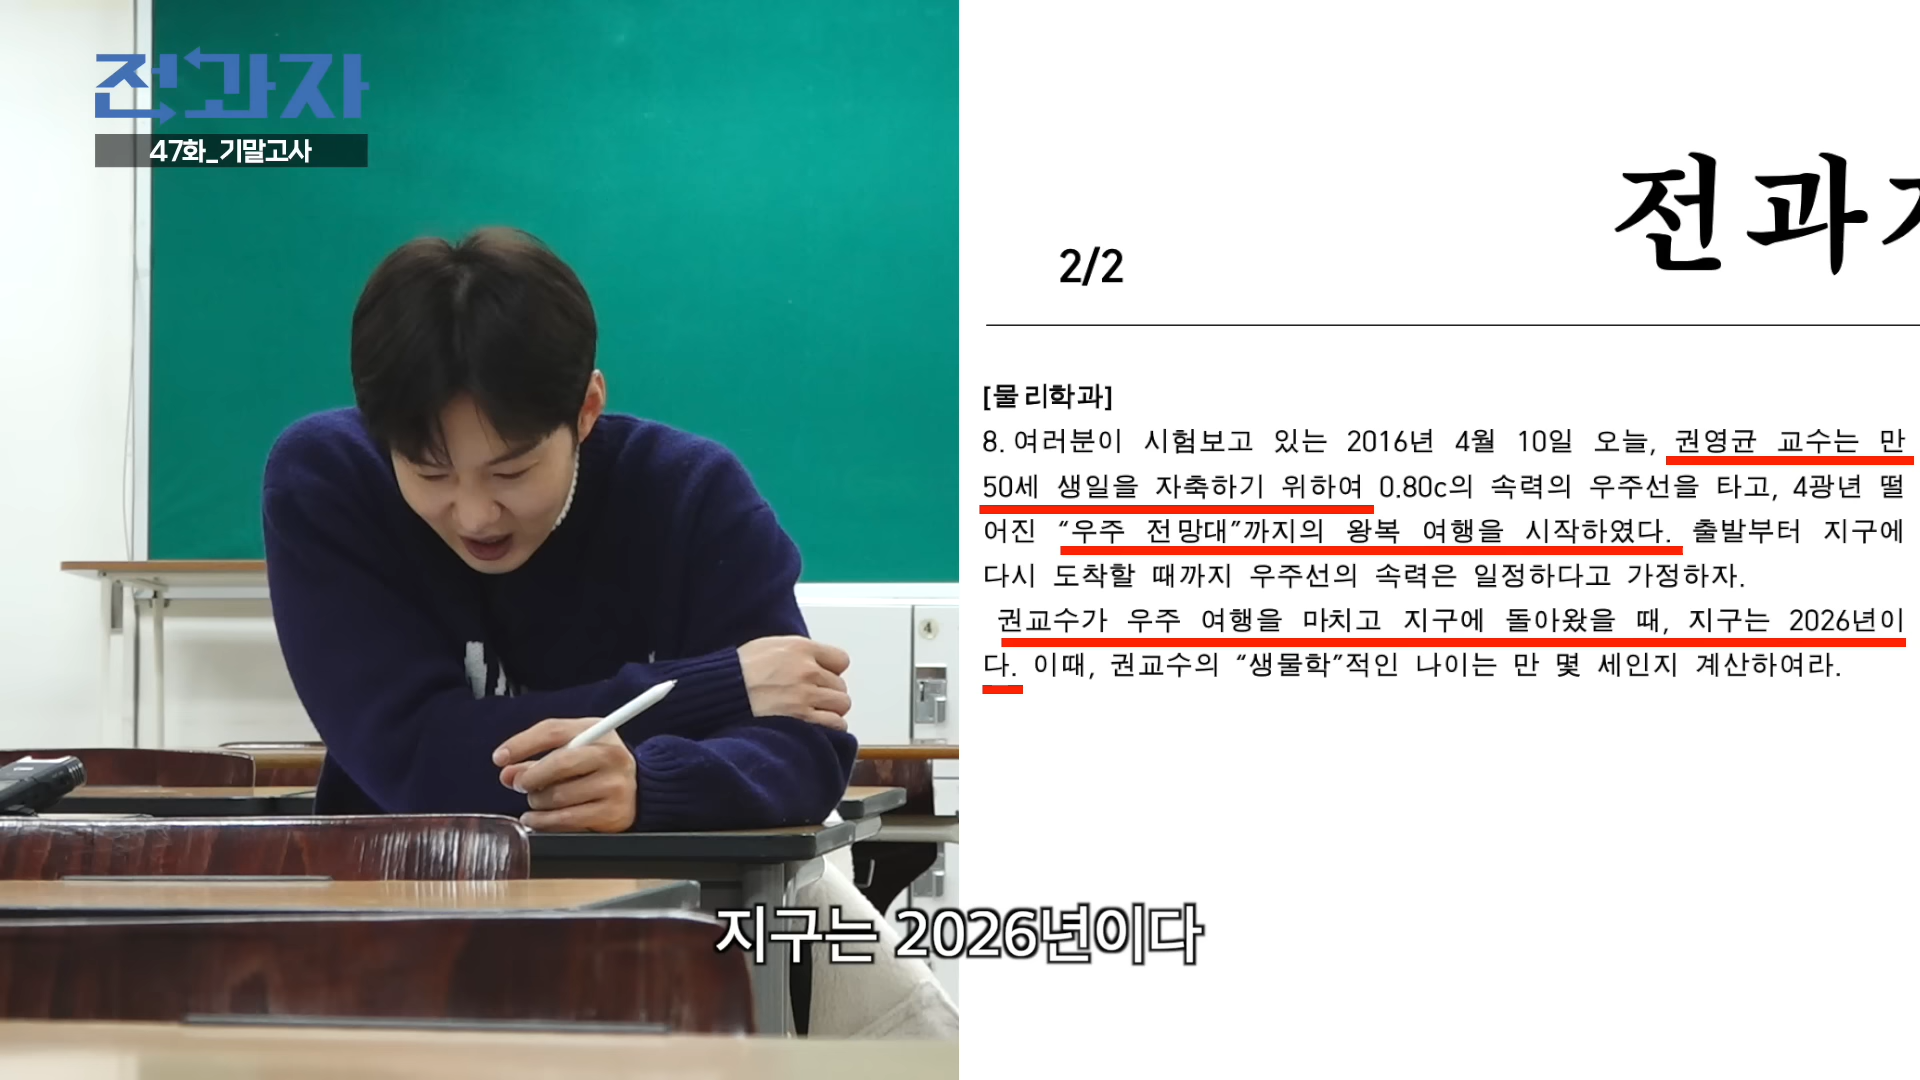 전과자
47화_기말고사
전과
2/2
[물리학과]
8. 여러분이 시험보고 있는 2016년 4월 10일 오늘, 권영균 교수는 만
50세 생일을 자축하기 위하여 0.80c의 속력의 우주선을 타고, 4광년 떨
어진 “우주 전망대”까지의 왕복 여행을 시작하였다. 출발부터 지구에
다시 도착할 때까지 우주선의 속력은 일정하다고 가정하자.
권교수가 우주 여행을 마치고 지구에 돌아왔을 때, 지구는 2026년이
다. 이때, 권교수의 “생물학”적인 나이는 만 몇 세인지 계산하여라.
4
지구는 2026년이다